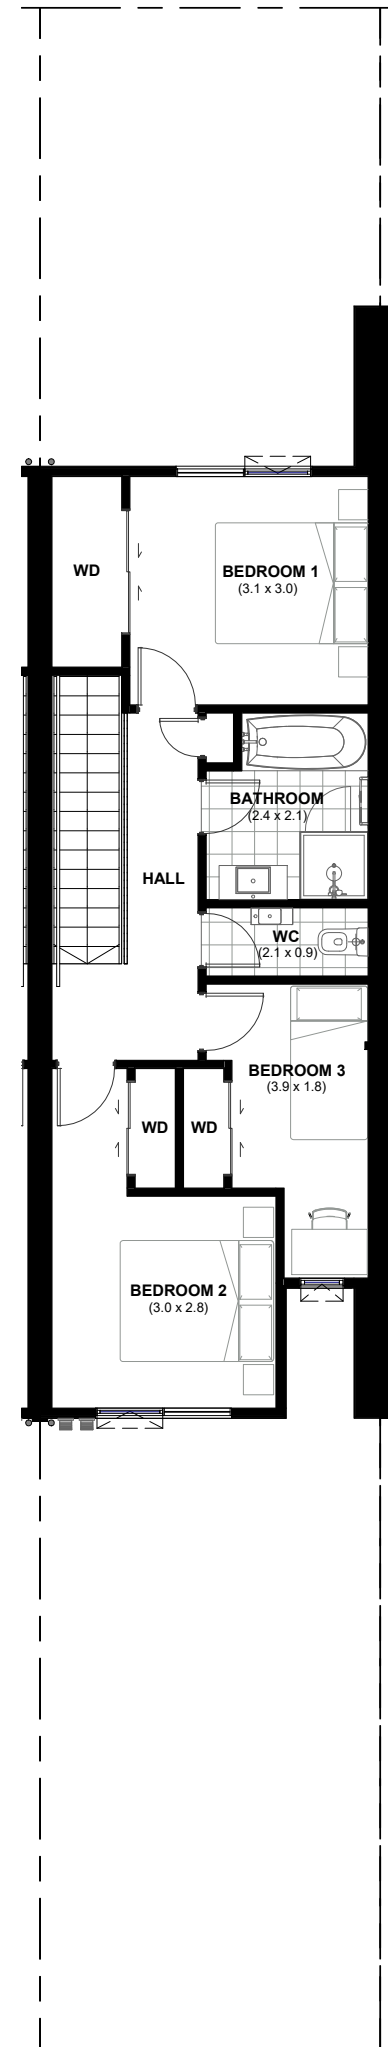 WD
BEDROOM 1
(3.1 x 3.0)
BATHROOM
(2.4 x 2.1)
HALL
WC
(2.1 x 0.9)
BEDROOM 3
(3.9 x 1.8)
WD
WD
BEDROOM 2
(3.0 x 2.8)